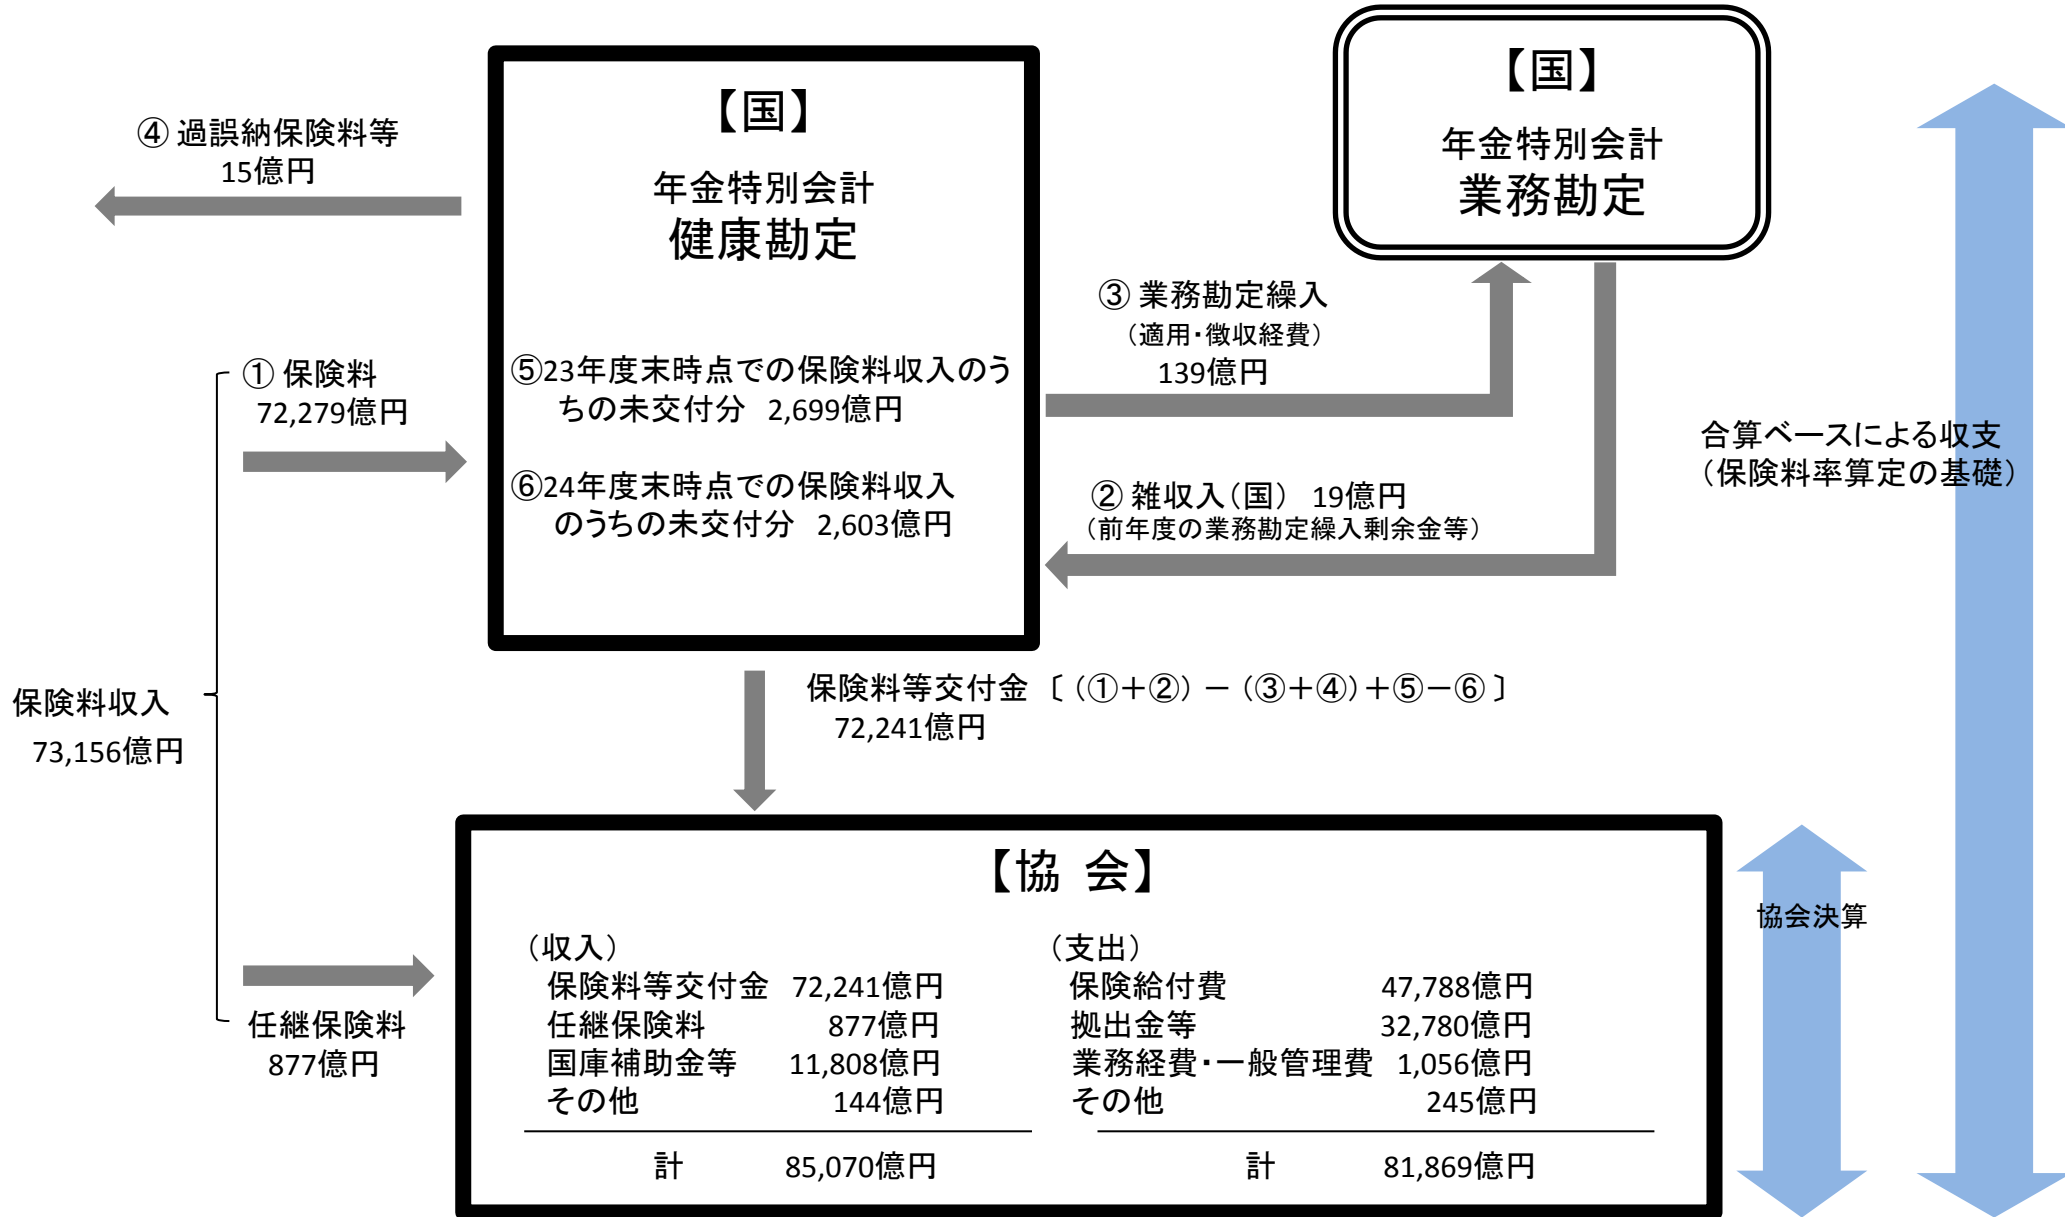 【国】
年金特別会計
健康勘定
⑤23年度末時点での保険料収入のう
ちの未交付分 2,699億円
⑥24年度末時点での保険料収入
のうちの未交付分 2,603億円
【国】
年金特別会計
業務勘定
④ 過誤納保険料等
15億円
① 保険料
72,279億円
③ 業務勘定繰入
（適用・徴収経費）
139億円
② 雑収入（国） 19億円
（前年度の業務勘定繰入剰余金等）
合算ベースによる収支
（保険料率算定の基礎）
保険料収入
73,156億円
保険料等交付金 〔（①＋②）－（③＋④）＋⑤－⑥〕
72,241億円
任継保険料
877億円
【協 会】
（収入）
保険料等交付金 72,241億円
任継保険料 877億円
国庫補助金等 11,808億円
その他 144億円
計 85,070億円
（支出）
保険給付費 47,788億円
拠出金等 32,780億円
業務経費・一般管理費 1,056億円
その他 245億円
計 81,869億円
協会決算